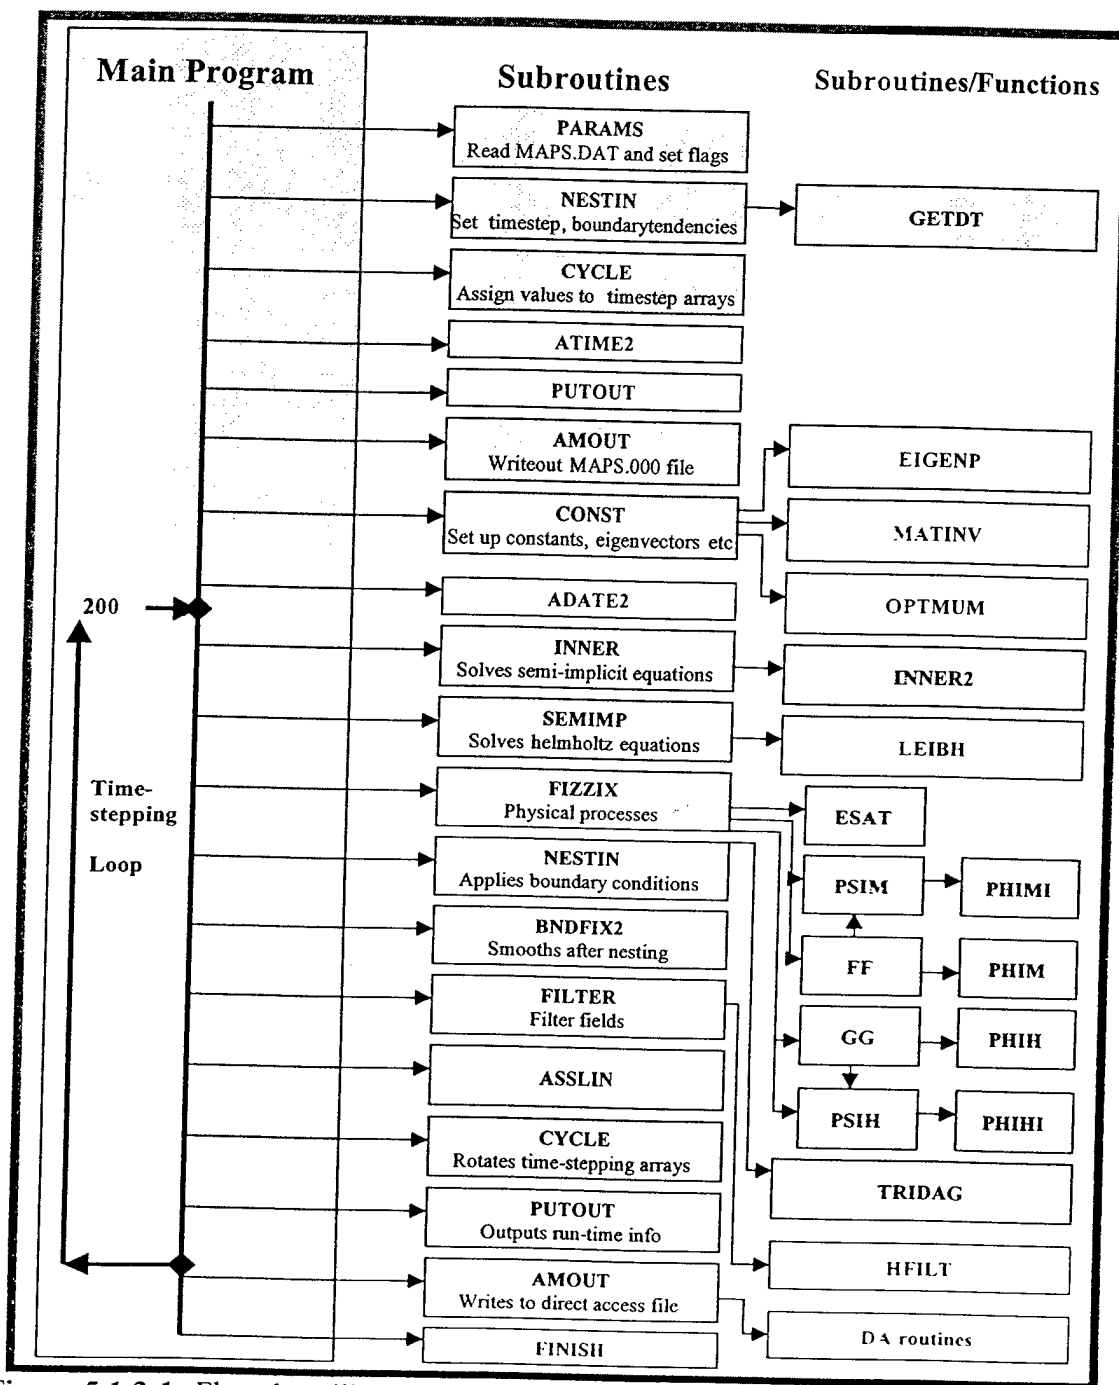 Main Program
Subroutines
Subroutines/Functions
PARAMS
Read MAPS.DAT and set flags
NESTIN
Set timestep, boundarytendencies
GETDT
CYCLE
Assign values to timestep arrays
ATIME2
PUTOUT
AMOUT
Writeout MAPS.000 file
EIGENP
CONST
Set up constants, eigenvectors etc
MATINV
OPTMUM
200
ADATE2
INNER
Solves semi-implicit equations
INNER2
SEMIMP
Solves helmholtz equations
LEIBH
Time-
stepping
Loop
FIZZIX
Physical processes
ESAT
NESTIN
Applies boundary conditions
PSIM
PHIMI
BNDFIX2
Smooths after nesting
FF
PHIM
FILTER
Filter fields
GG
PHIH
ASSLIN
PSIH
PHIHI
CYCLE
Rotates time-stepping arrays
TRIDAG
PUTOUT
Outputs run-time info
HFILT
AMOUT
Writes to direct access file
DA routines
FINISH